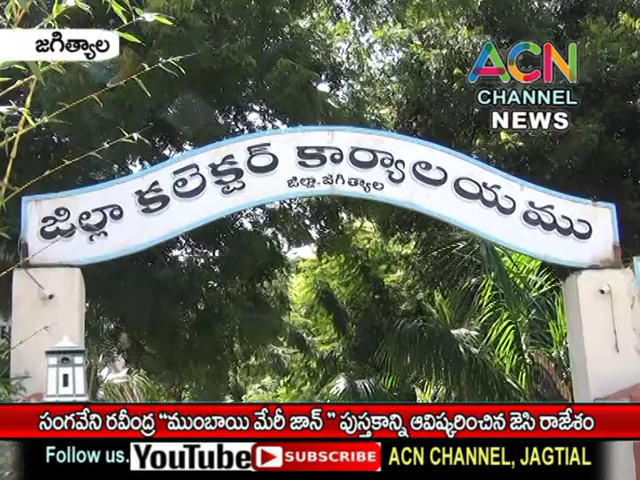 జగిత్యాల
ACN
CHANNEL
NEWS
జిల్లా కలెక్టర్ కార్యాలయము
జిల్లా.జగిత్యాల
సంగవేని రవీంద్ర "ముంబాయి మేరీ జాన్ " పుస్తకాన్ని ఆవిష్కరించిన జెసి రాజేశం
Follow us. YouTube SUBSCRIBE ACN CHANNEL, JAGTIAL